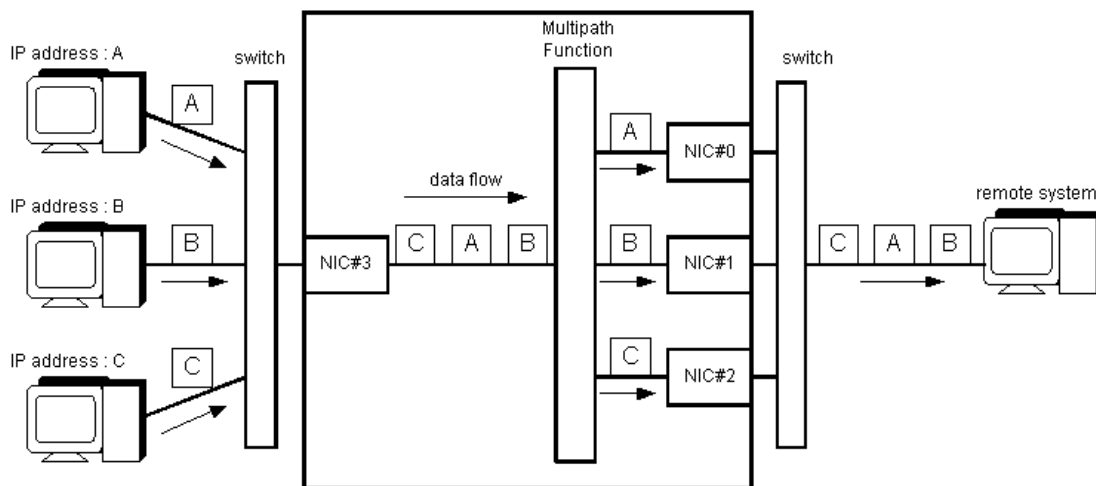 IP address : A
switch
Multipath
Function
switch
A
A
NIC#0
IP address : B
data flow
remote system
B
NIC#3
C A B
B
NIC#1
C A B
IP address : C
C
C
NIC#2